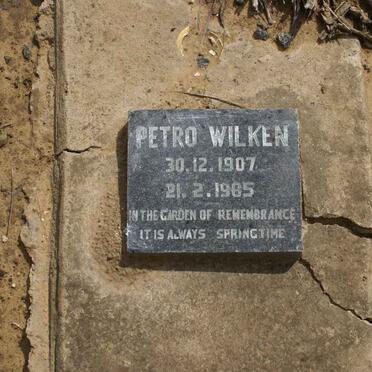 PETRO WILKEN
30.12.1907
21.2.1985
IN THE GARDEN OF REMEMBRANCE
IT IS ALWAYS SPRINGTIME